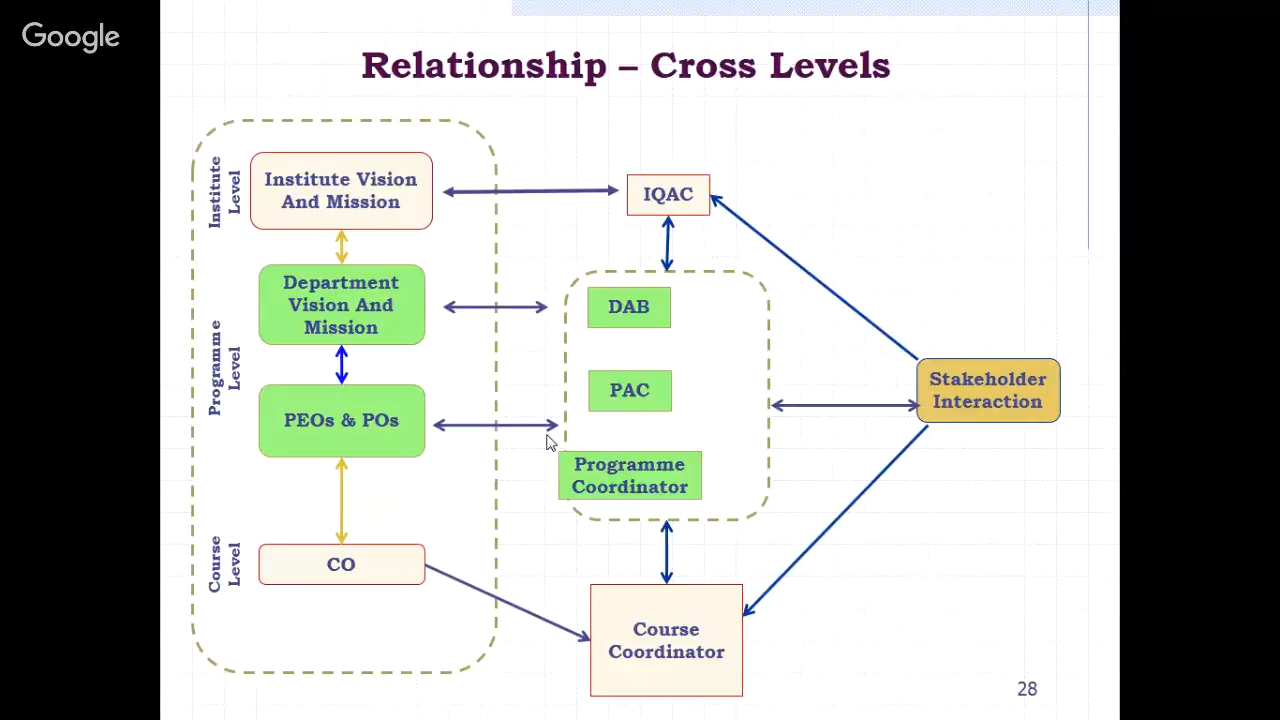 Google
Relationship – Cross Levels
Institute
Level
Institute Vision
And Mission
IQAC
Programme
Level
Department
Vision And
Mission
DAB
PAC
Stakeholder
Interaction
PEOs & POs
Programme
Coordinator
Course
Level
CO
Course
Coordinator
28